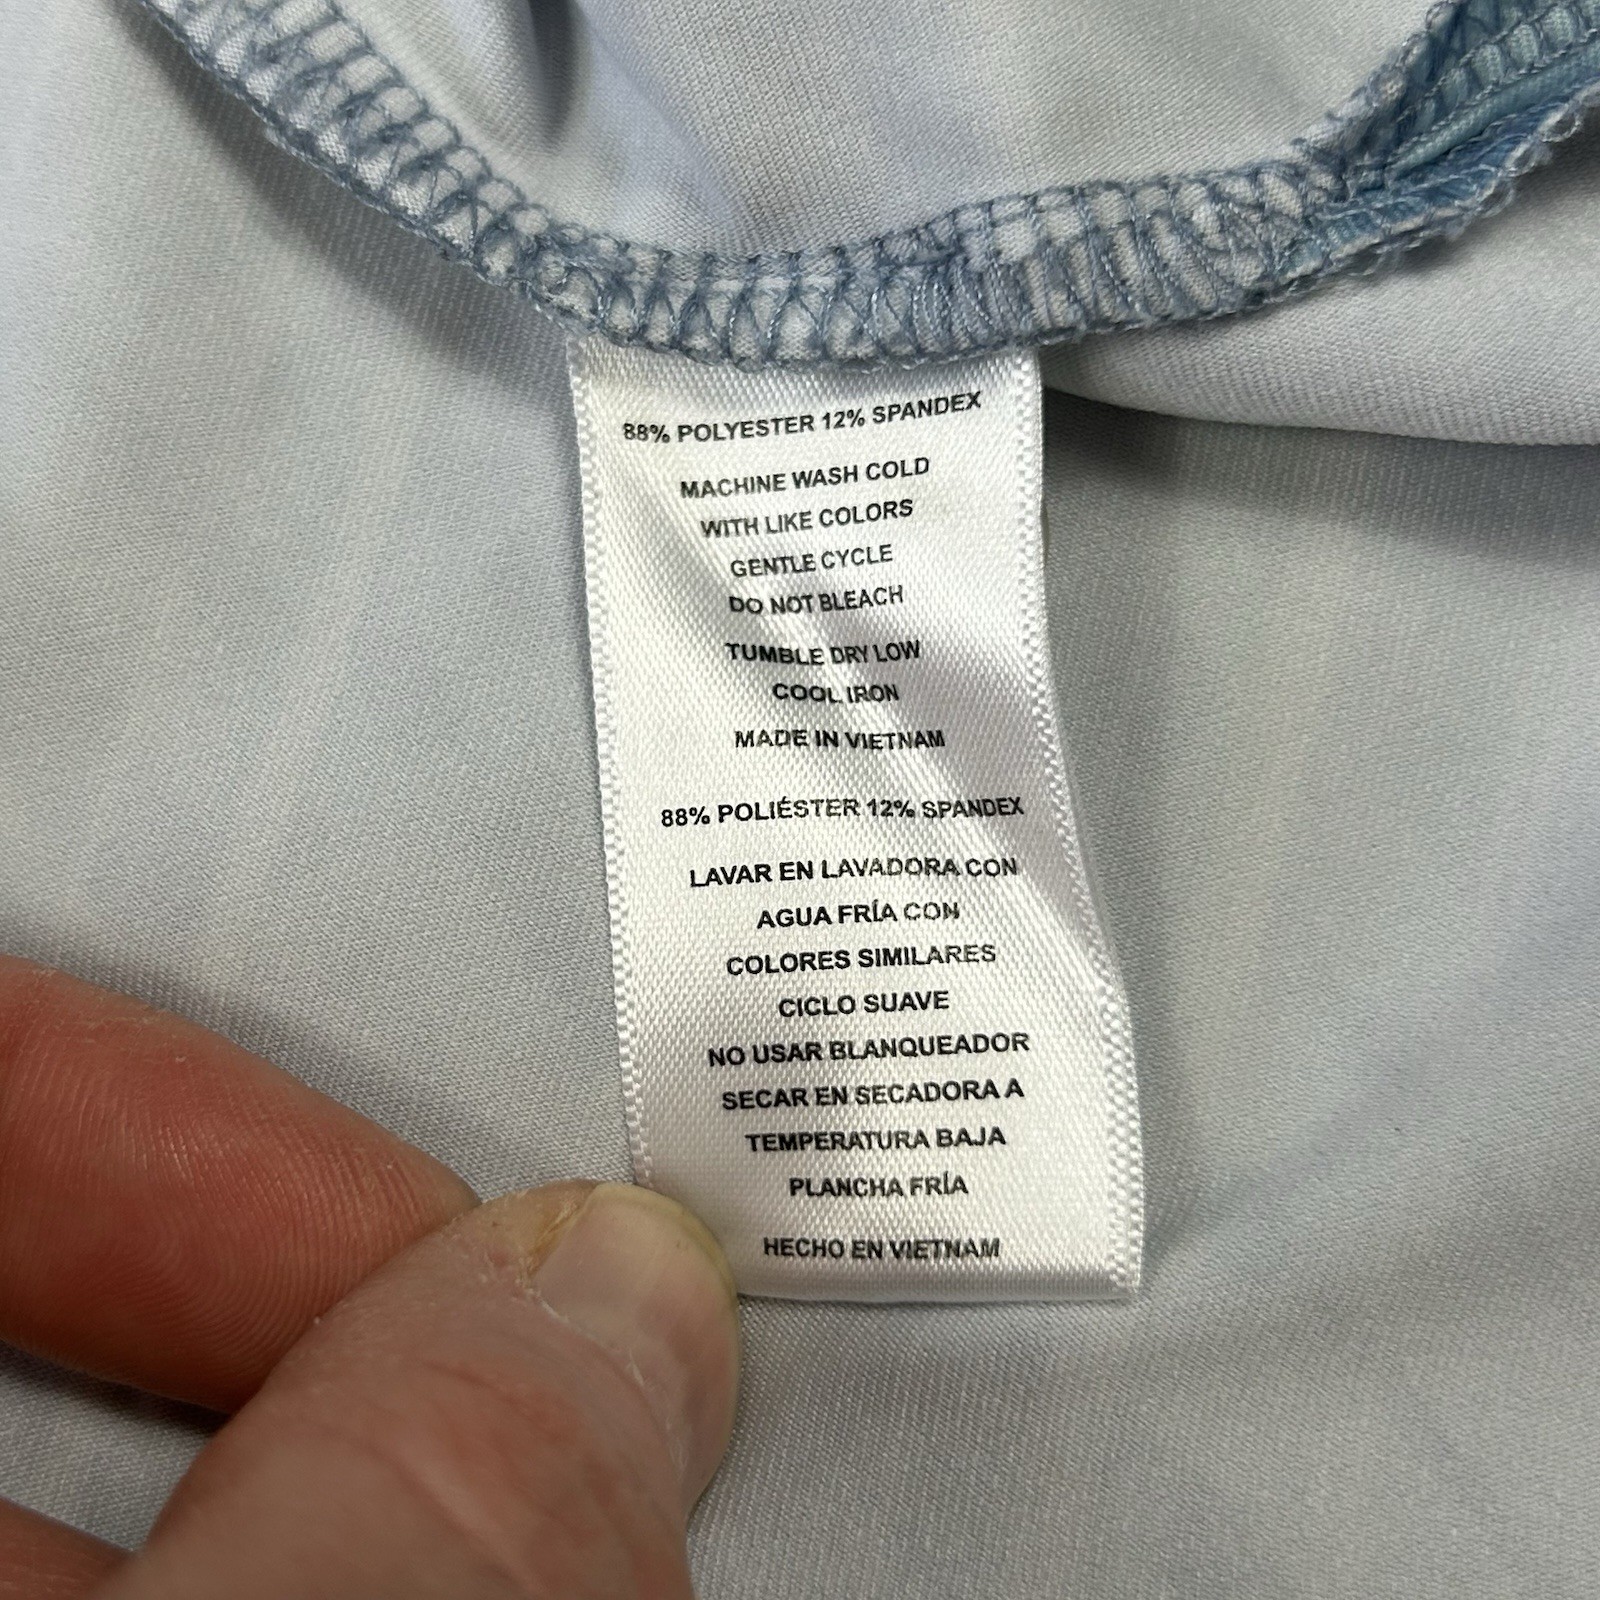 88% POLYESTER 12% SPANDEX
MACHINE WASH COLD
WITH LIKE COLORS
GENTLE CYCLE
DO NOT BLEACH
TUMBLE DRY LOW
COOL IRON
MADE IN VIETNAM
88% POLIÉSTER 12% SPANDEX
LAVAR EN LAVADORA CON
AGUA FRÍA CON
COLORES SIMILARES
CICLO SUAVE
NO USAR BLANQUEADOR
SECAR EN SECADORA A
TEMPERATURA BAJA
PLANCHA FRÍA
HECHO EN VIETNAM